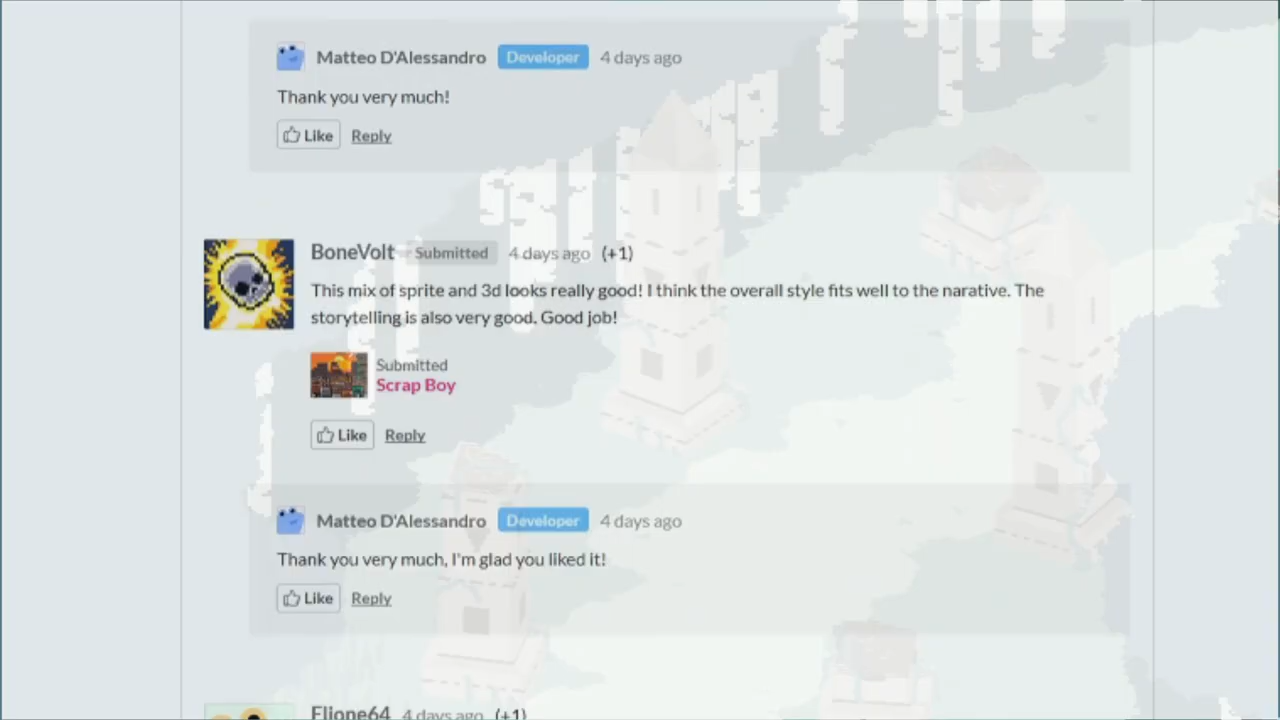 Matteo D'Alessandro Developer 4 days ago
Thank you very much!
Like Reply
BoneVolt Submitted 4 days ago (+1)
This mix of sprite and 3d looks really good! I think the overall style fits well to the narative. The
storytelling is also very good. Good job!
Submitted
Scrap Boy
Like Reply
Matteo D'Alessandro Developer 4 days ago
Thank you very much, I'm glad you liked it!
Like Reply
4 days ago (+1)